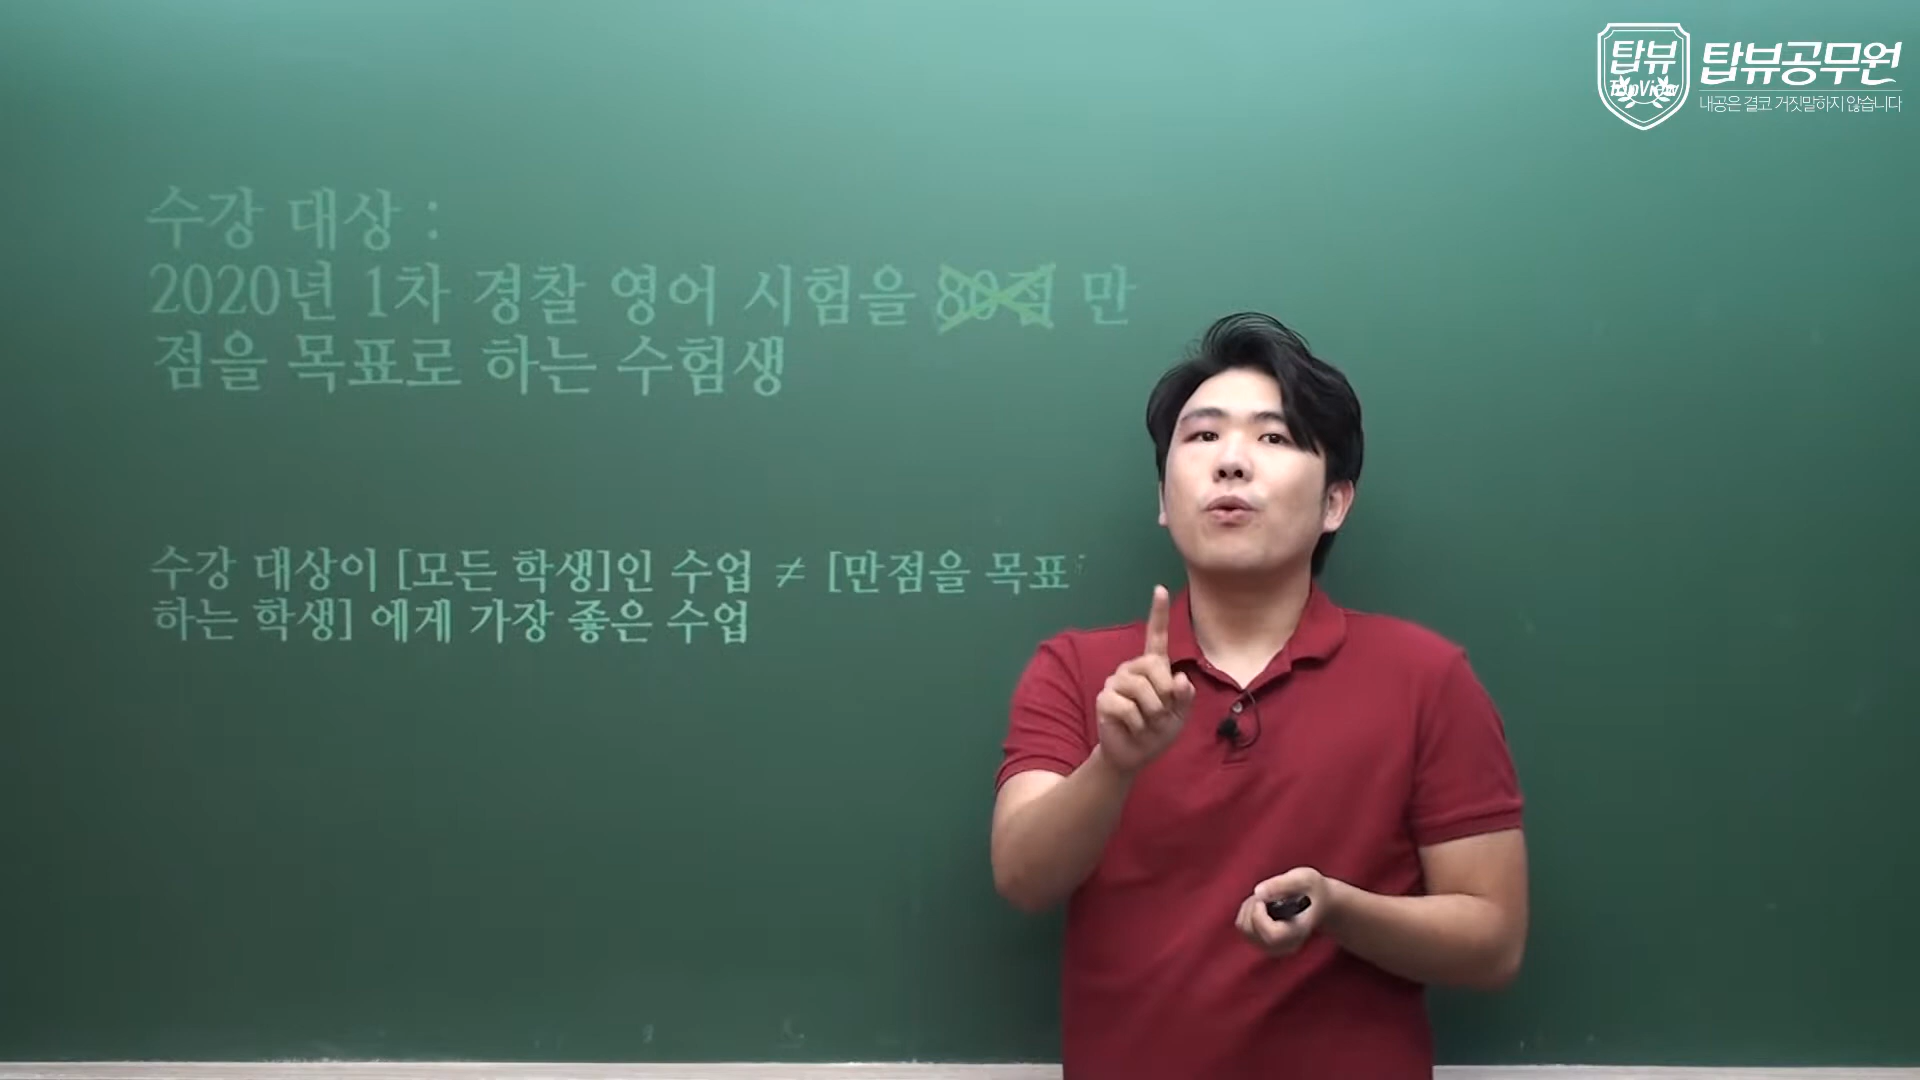 탑뷰
TopView
탑뷰공무원
내공은 결코 거짓말하지 않습니다
수강 대상 :
2020년 1차 경찰 영어 시험을 80점 만
점을 목표로 하는 수험생
수강 대상이 [모든 학생]인 수업 ≠ [만점을 목표
하는 학생] 에게 가장 좋은 수업